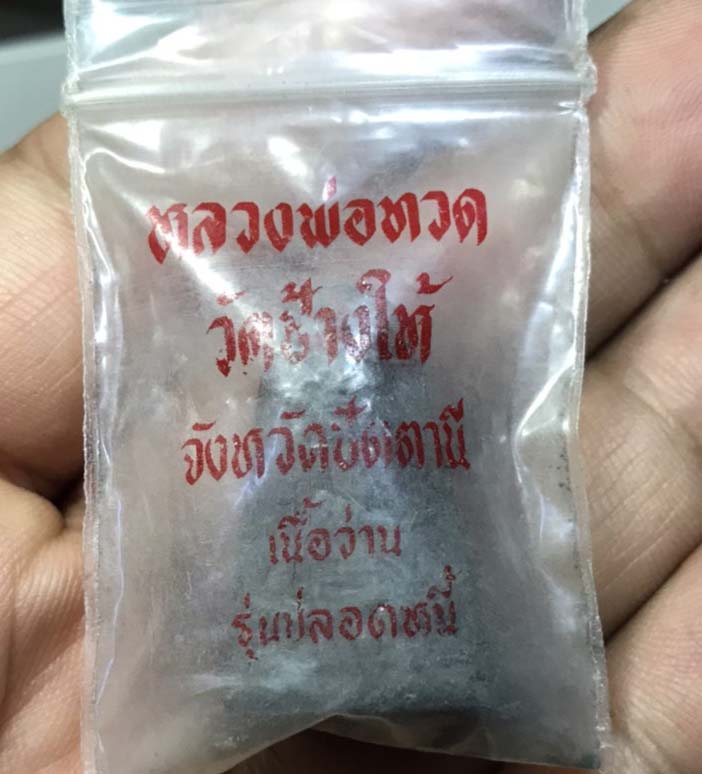 หลวงพ่อทวด
วัดช้างให้
จังหวัดปัตตานี
เนื้อว่าน
รุ่นปลอดหนี้